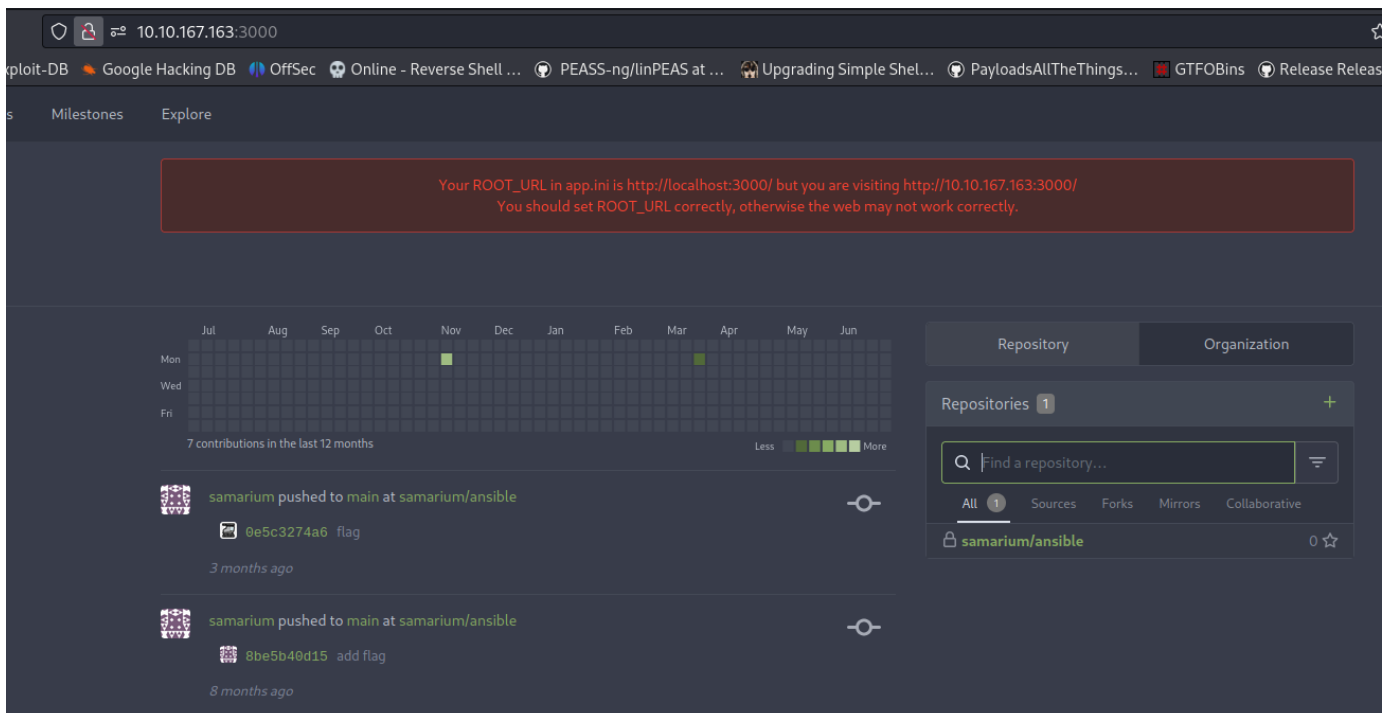 10.10.167.163:3000
xploit-DB Google Hacking DB OffSec Online - Reverse Shell ... PEASS-ng/linPEAS at ... Upgrading Simple Shel... PayloadsAllTheThings... GTFOBins Release Releas
s Milestones Explore
Your ROOT_URL in app.ini is http://localhost:3000/ but you are visiting http://10.10.167.163:3000/
You should set ROOT_URL correctly, otherwise the web may not work correctly.
Jul Aug Sep Oct Nov Dec Jan Feb Mar Apr May Jun
Mon
Wed
Fri
7 contributions in the last 12 months Less More
samarium pushed to main at samarium/ansible
0e5c3274a6 flag
3 months ago
samarium pushed to main at samarium/ansible
8be5b40d15 add flag
8 months ago
Repository Organization
Repositories 1 +
Find a repository...
All 1 Sources Forks Mirrors Collaborative
samarium/ansible 0